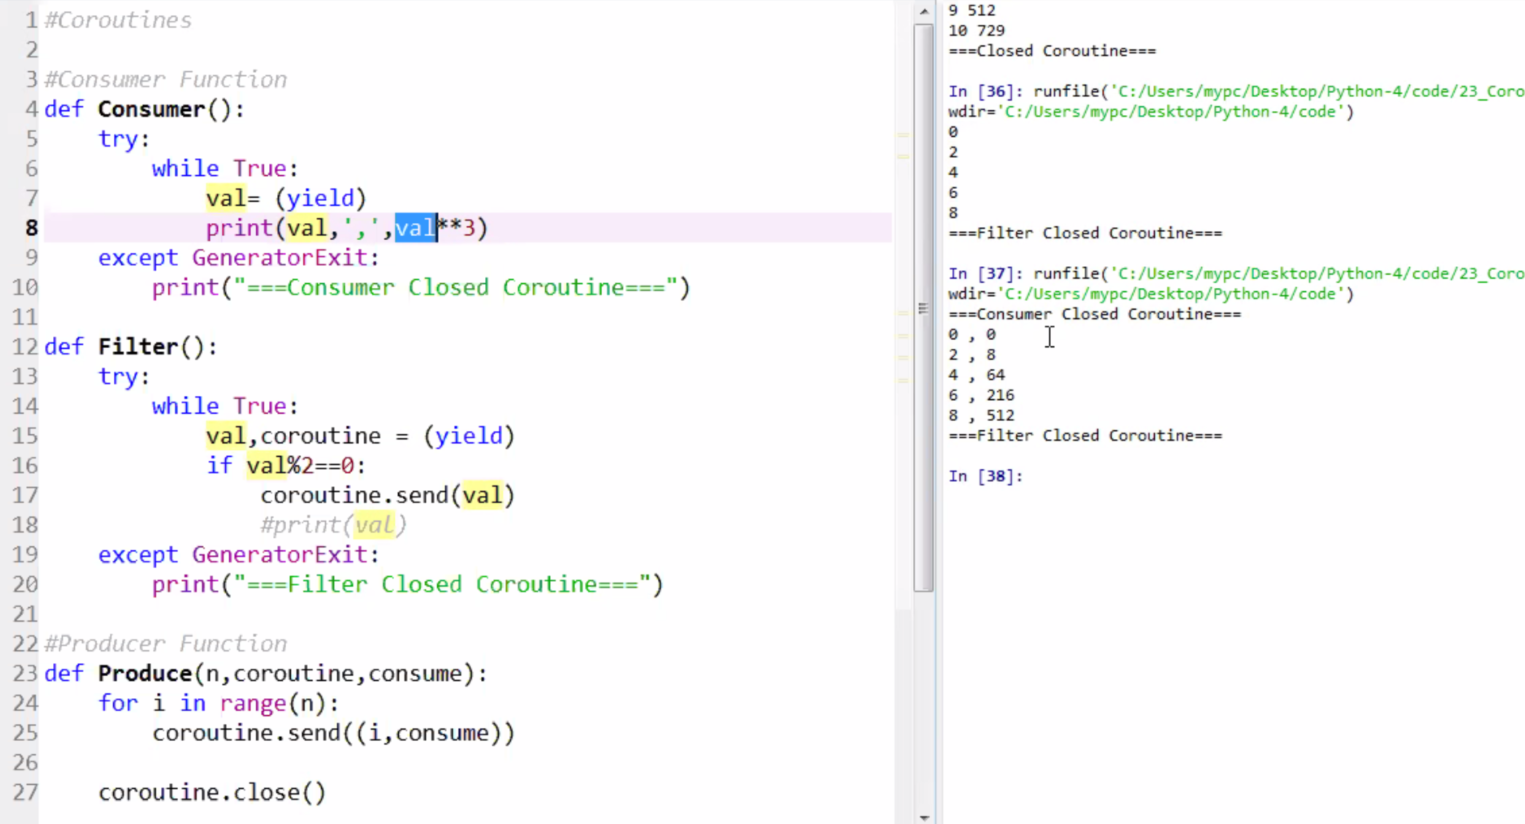 1 #Coroutines
2
3 #Consumer Function
4 def Consumer():
5     try:
6         while True:
7             val= (yield)
8             print(val,',',val**3)
9     except GeneratorExit:
10         print("===Consumer Closed Coroutine===")
11
12 def Filter():
13     try:
14         while True:
15             val,coroutine = (yield)
16             if val%2==0:
17                 coroutine.send(val)
18                 #print(val)
19     except GeneratorExit:
20         print("===Filter Closed Coroutine===")
21
22 #Producer Function
23 def Produce(n,coroutine,consume):
24     for i in range(n):
25         coroutine.send((i,consume))
26
27     coroutine.close()
9 512
10 729
===Closed Coroutine===
In [36]: runfile('C:/Users/mypc/Desktop/Python-4/code/23_Coro
wdir='C:/Users/mypc/Desktop/Python-4/code')
0
2
4
6
8
===Filter Closed Coroutine===
In [37]: runfile('C:/Users/mypc/Desktop/Python-4/code/23_Coro
wdir='C:/Users/mypc/Desktop/Python-4/code')
===Consumer Closed Coroutine===
0 , 0
2 , 8
4 , 64
6 , 216
8 , 512
===Filter Closed Coroutine===
In [38]: